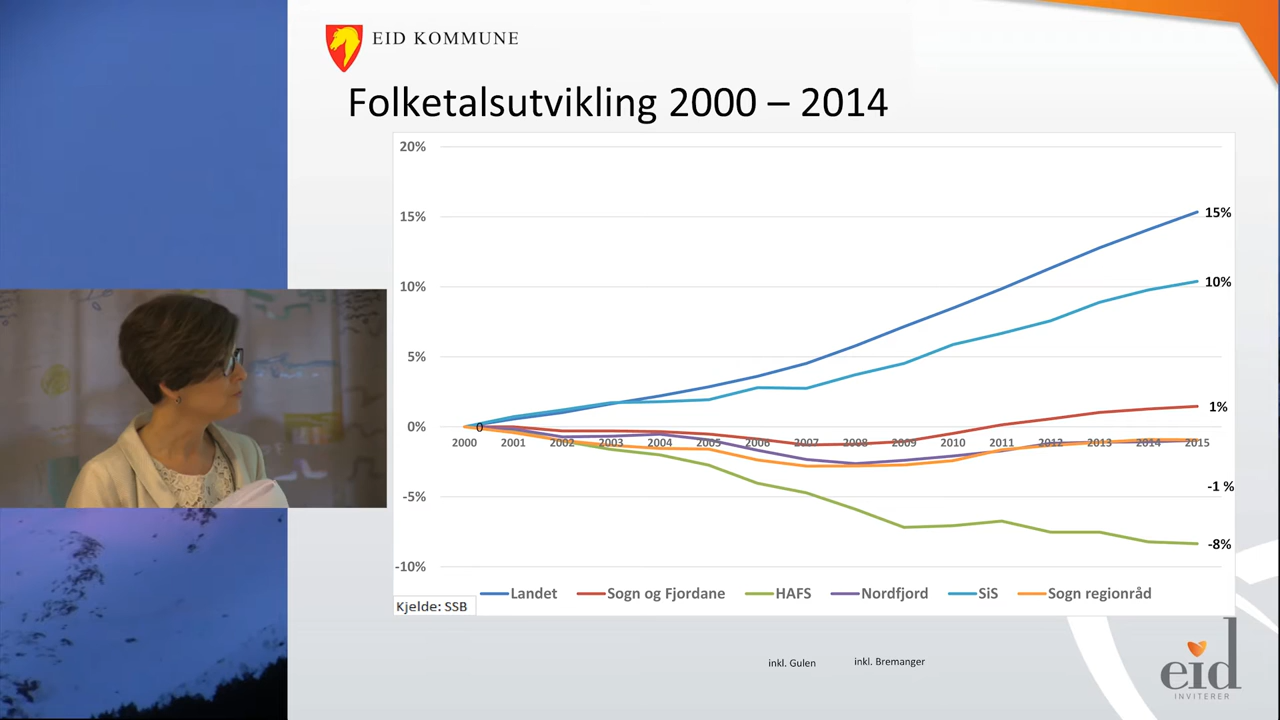 EID KOMMUNE
Folketalsutvikling 2000 – 2014
20%
15%
10%
5%
0%
-5%
-10%
0
2000 2001 2002 2003 2004 2005 2006 2007 2008 2009 2010 2011 2012 2013 2014 2015
15%
10%
1%
-1 %
-8%
Landet Sogn og Fjordane HAFS Nordfjord SiS Sogn regionråd
Kjelde: SSB
inkl. Gulen inkl. Bremanger
eid
INVITERER